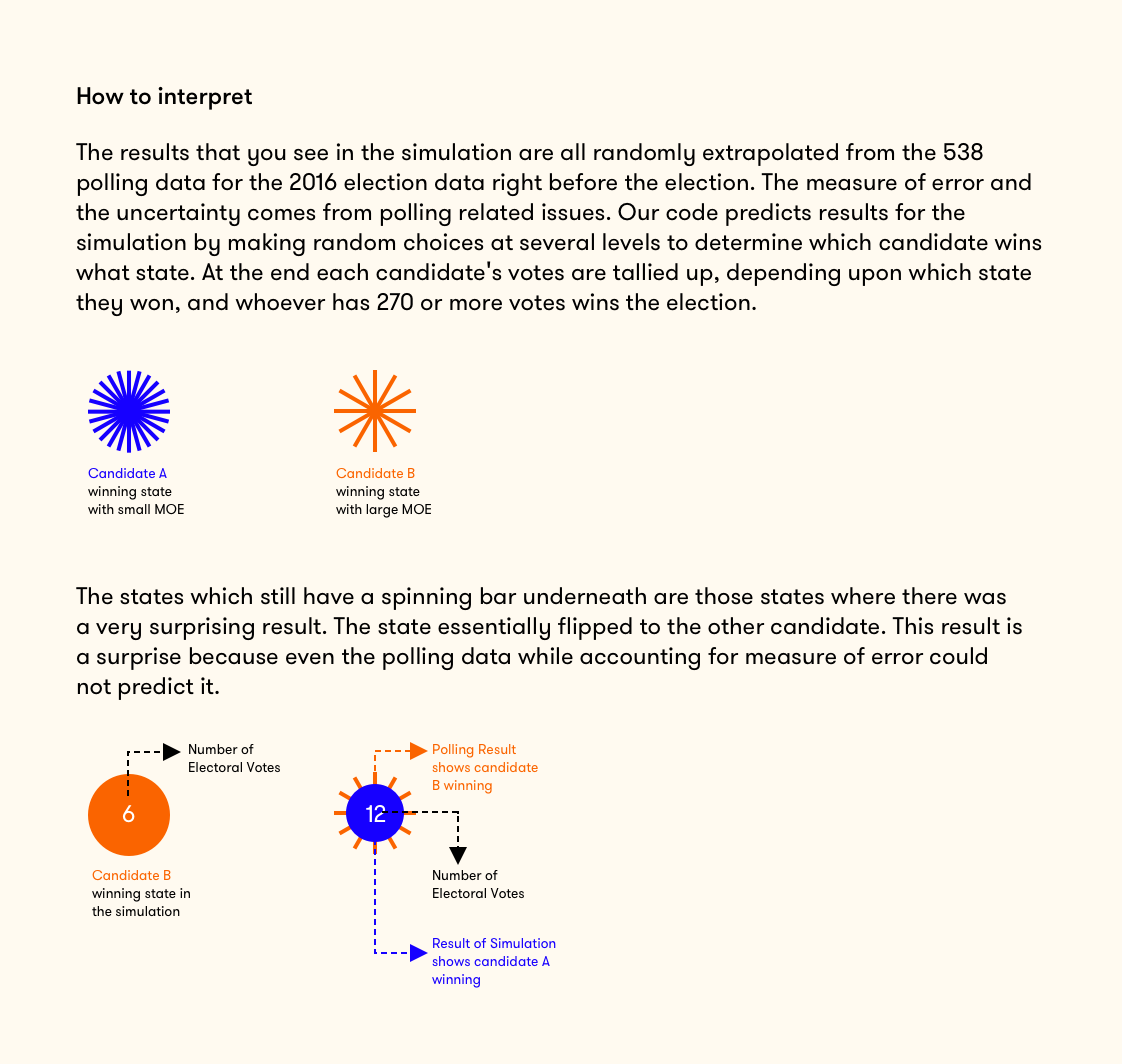 How to interpret
The results that you see in the simulation are all randomly extrapolated from the 538
polling data for the 2016 election data right before the election. The measure of error and
the uncertainty comes from polling related issues. Our code predicts results for the
simulation by making random choices at several levels to determine which candidate wins
what state. At the end each candidate's votes are tallied up, depending upon which state
they won, and whoever has 270 or more votes wins the election.
Candidate A
winning state
with small MOE
Candidate B
winning state
with large MOE
The states which still have a spinning bar underneath are those states where there was
a very surprising result. The state essentially flipped to the other candidate. This result is
a surprise because even the polling data while accounting for measure of error could
not predict it.
Number of
Electoral Votes
6
Candidate B
winning state in
the simulation
Polling Result
shows candidate
B winning
12
Number of
Electoral Votes
Result of Simulation
shows candidate A
winning